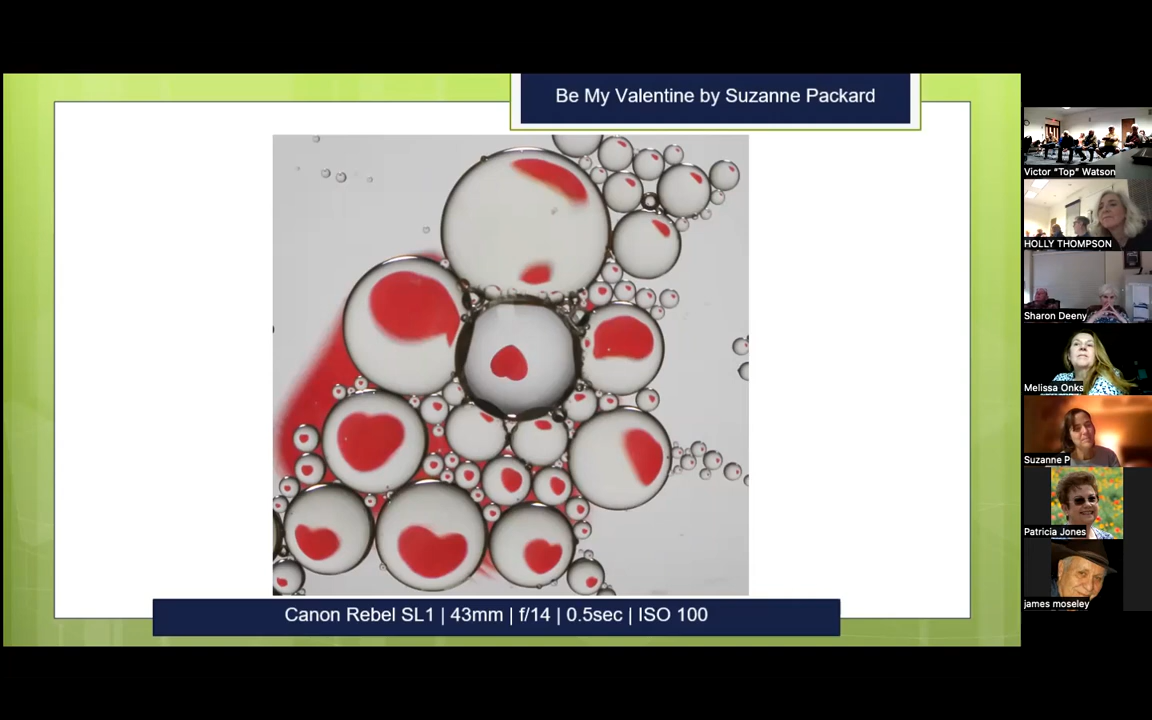 Be My Valentine by Suzanne Packard
Canon Rebel SL1 | 43mm | f/14 | 0.5sec | ISO 100
Victor “Top” Watson
HOLLY THOMPSON
Sharon Deeny
Melissa Onks
Suzanne P
Patricia Jones
james moseley